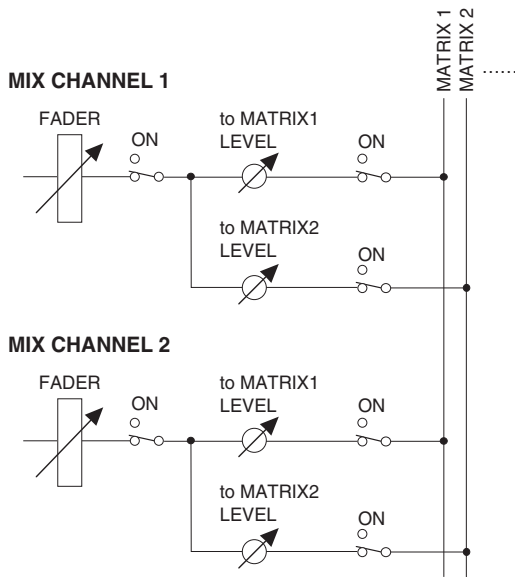 MATRIX 1
MATRIX 2
........
MIX CHANNEL 1
FADER
ON
to MATRIX1
LEVEL
ON
to MATRIX2
LEVEL
ON
MIX CHANNEL 2
FADER
ON
to MATRIX1
LEVEL
ON
to MATRIX2
LEVEL
ON